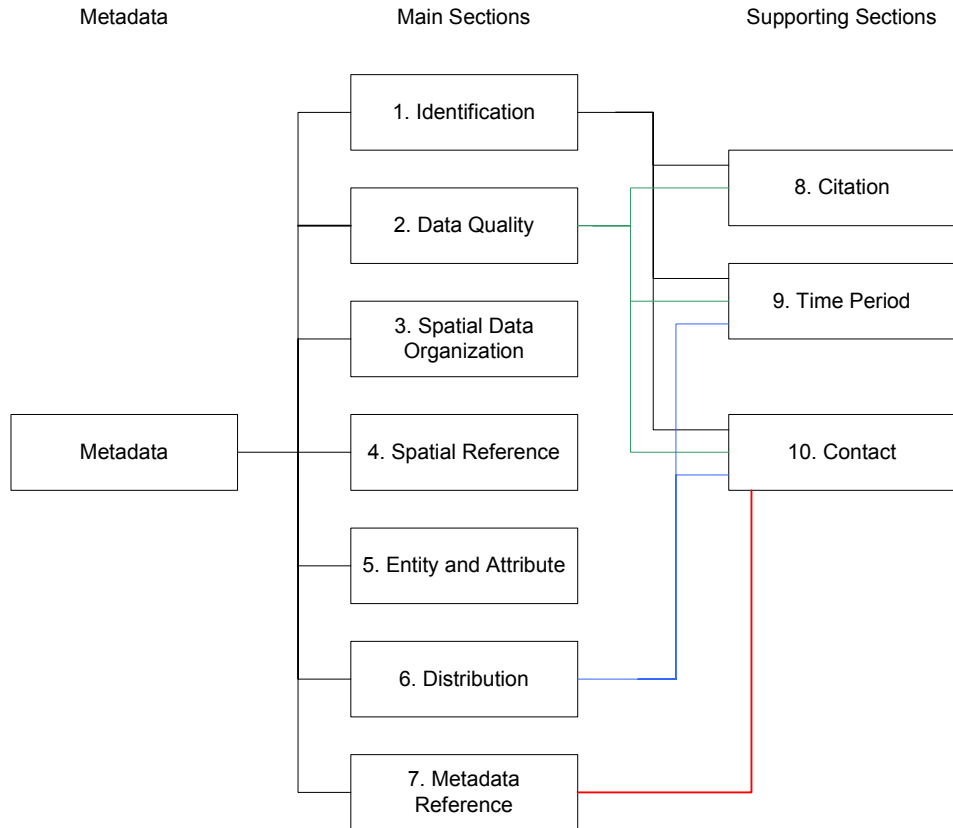 Metadata
Main Sections
Supporting Sections
1. Identification
8. Citation
2. Data Quality
9. Time Period
3. Spatial Data
Organization
Metadata
4. Spatial Reference
10. Contact
5. Entity and Attribute
6. Distribution
7. Metadada
Reference